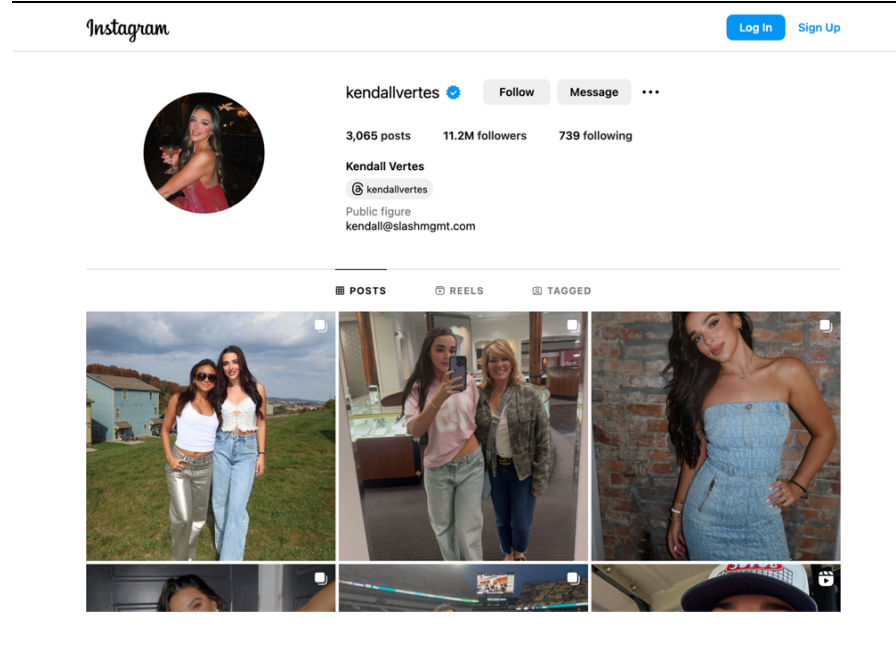 Instagram
Log In
Sign Up
kendallvertes
Follow
Message
3,065 posts
11.2M followers
739 following
Kendall Vertes
kendallvertes
Public figure
kendall@slashmgmt.com
POSTS
REELS
TAGGED